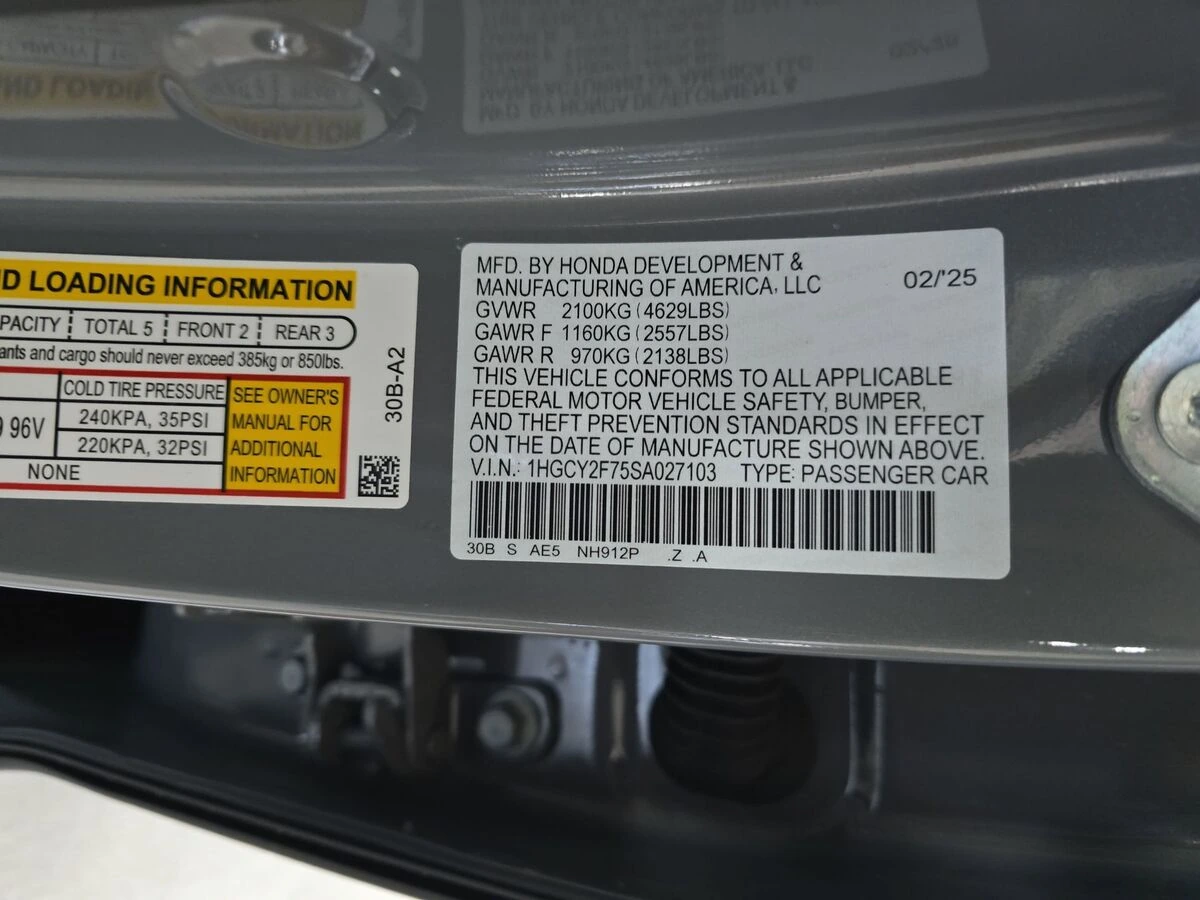 D LOADING INFORMATION
PACITY TOTAL 5 FRONT 2 REAR 3
ants and cargo should never exceed 385kg or 850lbs.
COLD TIRE PRESSURE
9 96V
240KPA, 35PSI
220KPA, 32PSI
NONE
SEE OWNER'S
MANUAL FOR
ADDITIONAL
INFORMATION
30B-A2
MFD. BY HONDA DEVELOPMENT &
MANUFACTURING OF AMERICA, LLC
02/'25
GVWR 2100KG (4629LBS)
GAWR F 1160KG (2557LBS)
GAWR R 970KG (2138LBS)
THIS VEHICLE CONFORMS TO ALL APPLICABLE
FEDERAL MOTOR VEHICLE SAFETY, BUMPER,
AND THEFT PREVENTION STANDARDS IN EFFECT
ON THE DATE OF MANUFACTURE SHOWN ABOVE.
V.I.N.: 1HGCY2F75SA027103 TYPE: PASSENGER CAR
30B S AE5 NH912P .Z .A